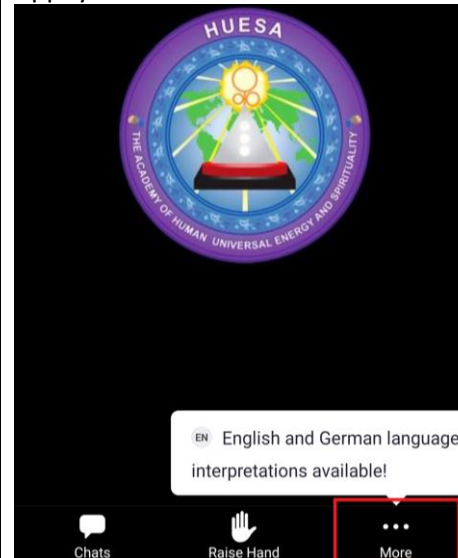 HUESA
THE ACADEMY OF HUMAN UNIVERSAL ENERGY AND SPIRITUALITY
EN English and German language
interpretations available!
Chats Raise Hand More